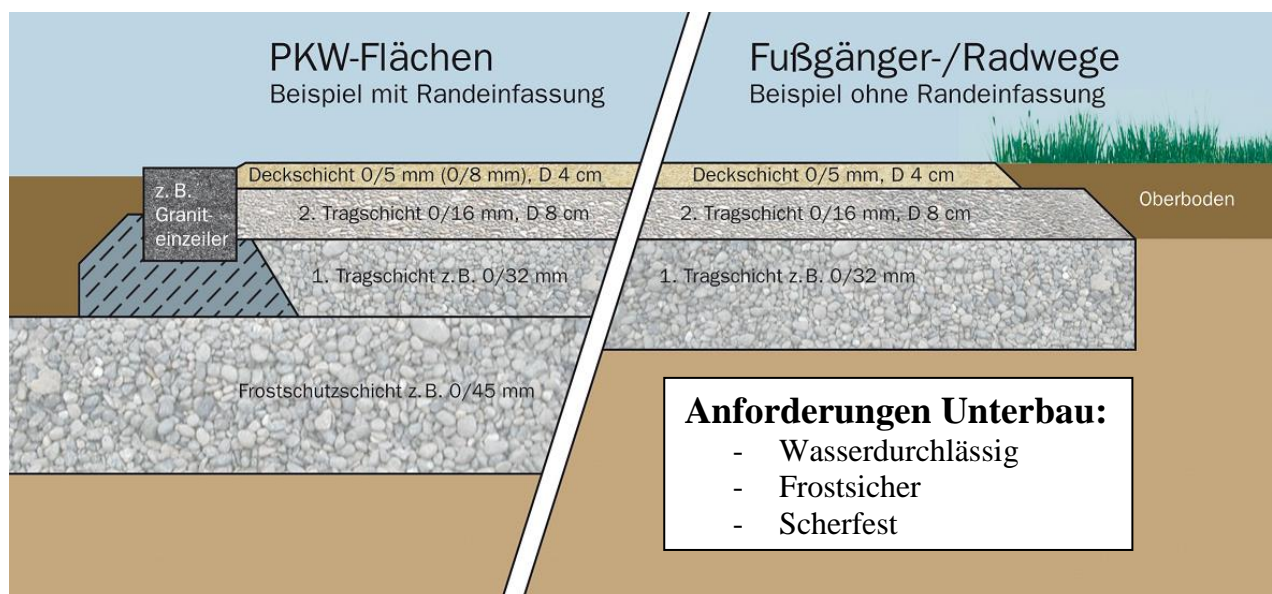 PKW-Flächen
Beispiel mit Randeinfassung
z. B.
Granit-
einzeiler
Deckschicht 0/5 mm (0/8 mm), D 4 cm
2. Tragschicht 0/16 mm, D 8 cm
1. Tragschicht z.B. 0/32 mm
Frostschutzschicht z.B. 0/45 mm
Fußgänger-/Radwege
Beispiel ohne Randeinfassung
Deckschicht 0/5 mm, D 4 cm
2. Tragschicht 0/16 mm, D 8 cm
1. Tragschicht z.B. 0/32 mm
Oberboden
Anforderungen Unterbau:
- Wasserdurchlässig
- Frostsicher
- Scherfest